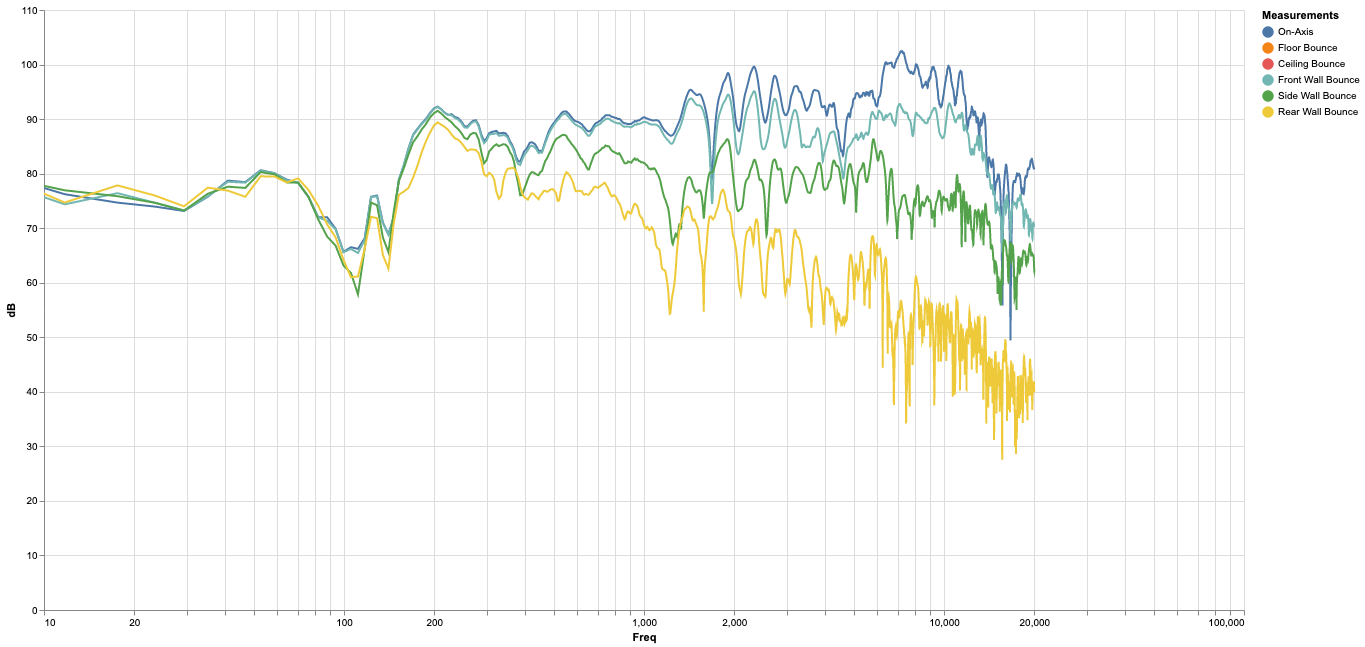 Measurements
On-Axis
Floor Bounce
Ceiling Bounce
Front Wall Bounce
Side Wall Bounce
Rear Wall Bounce
110
100
90
80
70
60
50
40
30
20
10
0
dB
10 20 100 200 1,000 2,000 10,000 20,000 100,000
Freq